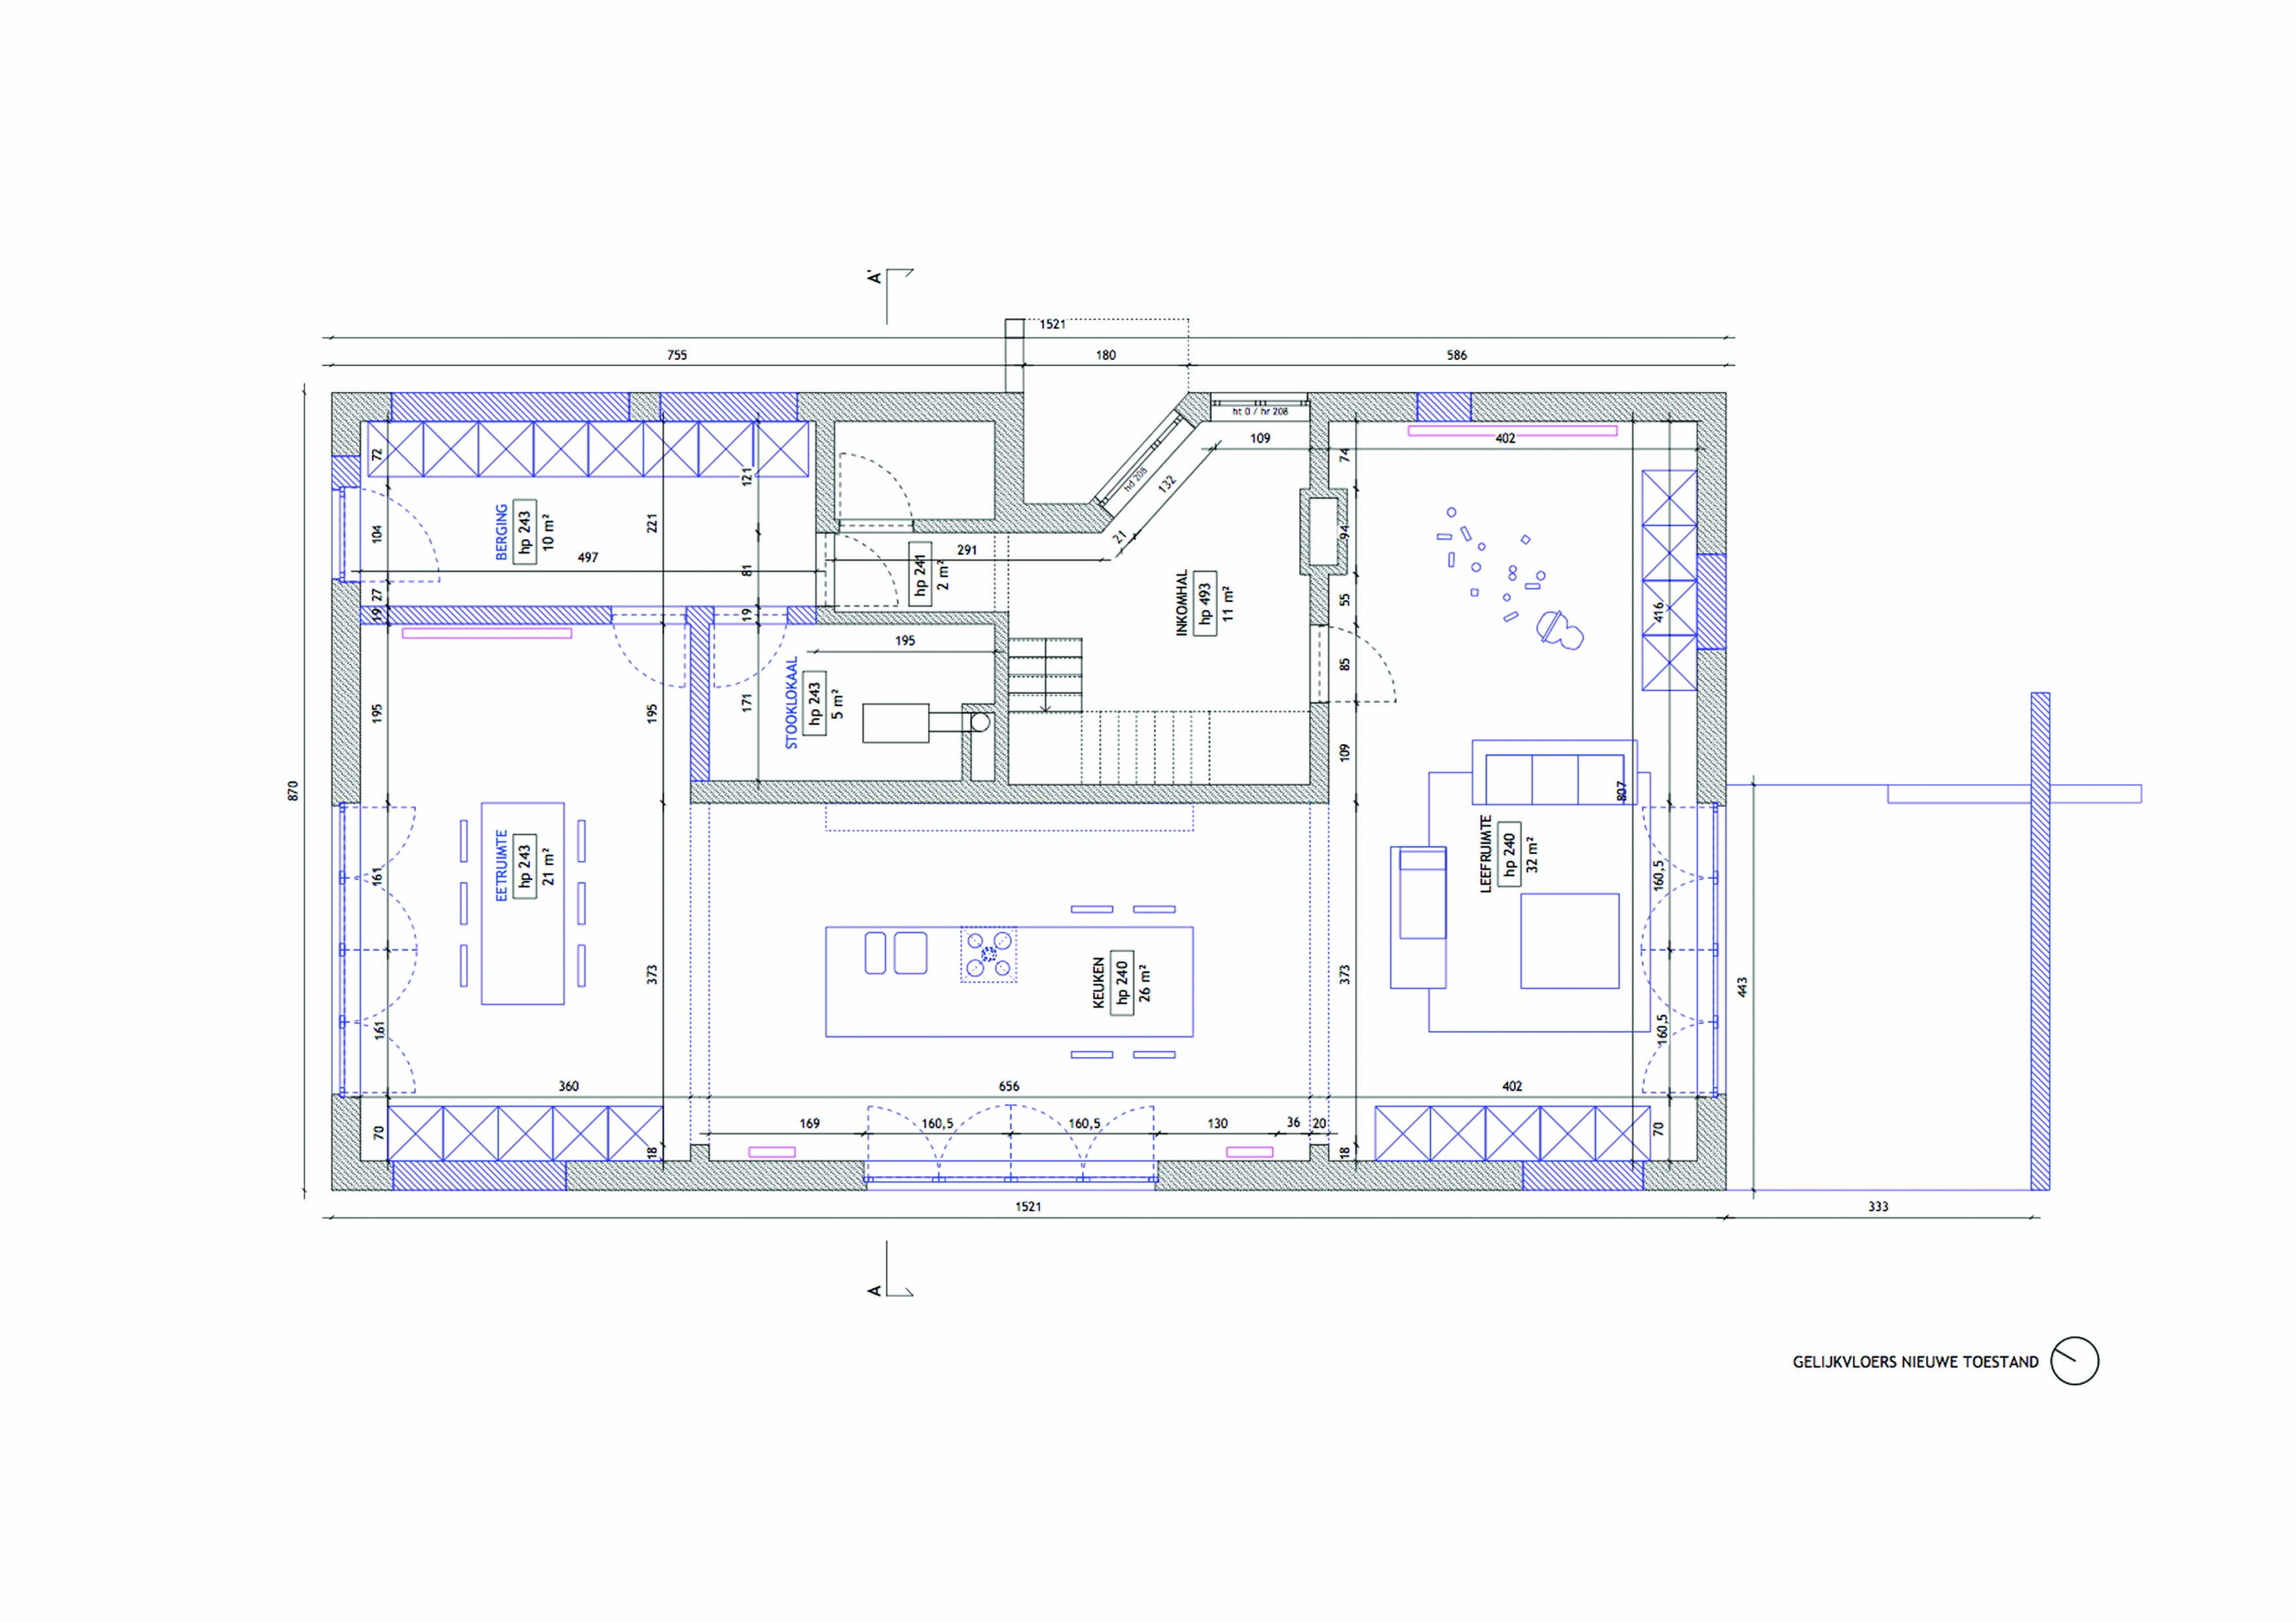 A'
1521
755
180
586
ht 0 / hr 208
109
402
hd 208
132
21
72
104
27
19
BERGING
hp 243
10 m²
497
221
121
81
19
291
hp 241
2 m²
INKOMHAL
hp 493
11 m²
74
94
55
85
109
416
195
195
195
171
STOOKLOKAAL
hp 243
5 m²
870
807
161
161
EETRUIMTE
hp 243
21 m²
373
KEUKEN
hp 240
26 m²
373
LEEFRUIMTE
hp 240
32 m²
160,5
160,5
443
360
656
402
70
18
169
160,5
160,5
130
36
20
18
70
1521
333
A
GELIJKVLOERS NIEUWE TOESTAND